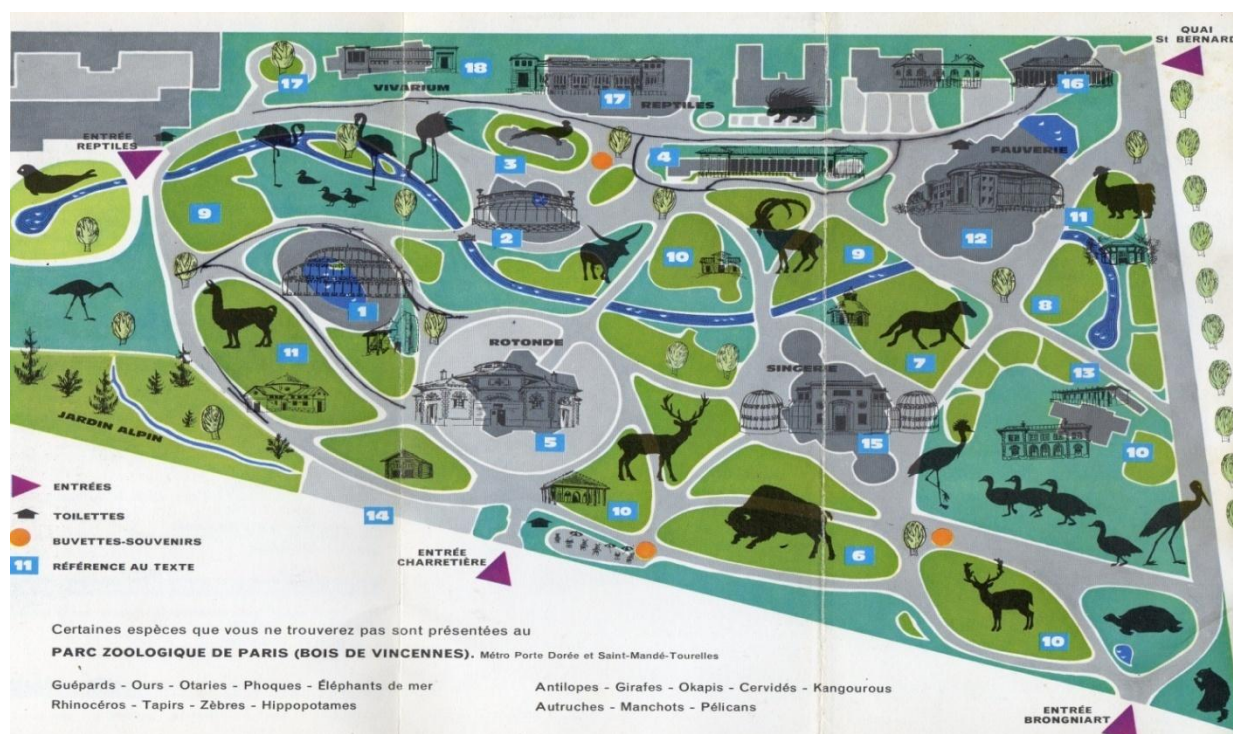 QUAI
St BERNARD
17
18
VIVARIUM
17
REPTILES
16
ENTRÉE
REPTILES
3
4
FAUVERIE
9
2
10
9
12
11
1
8
11
ROTONDE
7
SINGERIE
13
JARDIN ALPIN
5
15
10
ENTRÉES
14
10
TOILETTES
BUVETTES-SOUVENIRS
ENTRÉE
CHARRETIÈRE
6
11 RÉFÉRENCE AU TEXTE
10
Certaines espèces que vous ne trouverez pas sont présentées au
PARC ZOOLOGIQUE DE PARIS (BOIS DE VINCENNES). Métro Porte Dorée et Saint-Mandé-Tourelles
Guépards - Ours - Otaries - Phoques - Éléphants de mer
Rhinocéros - Tapirs - Zèbres - Hippopotames
Antilopes - Girafes - Okapis - Cervidés - Kangourous
Autruches - Manchots - Pélicans
ENTRÉE
BRONGNIART